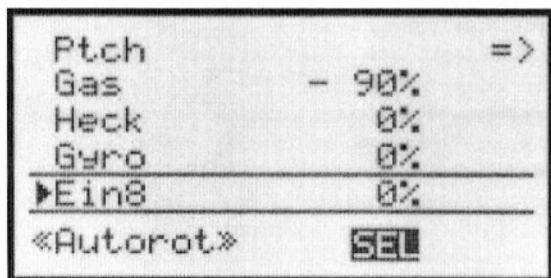 Ptch =>
Gas - 90%
Heck 0%
Gyro 0%
▶Ein8 0%
«Autorot» SEL